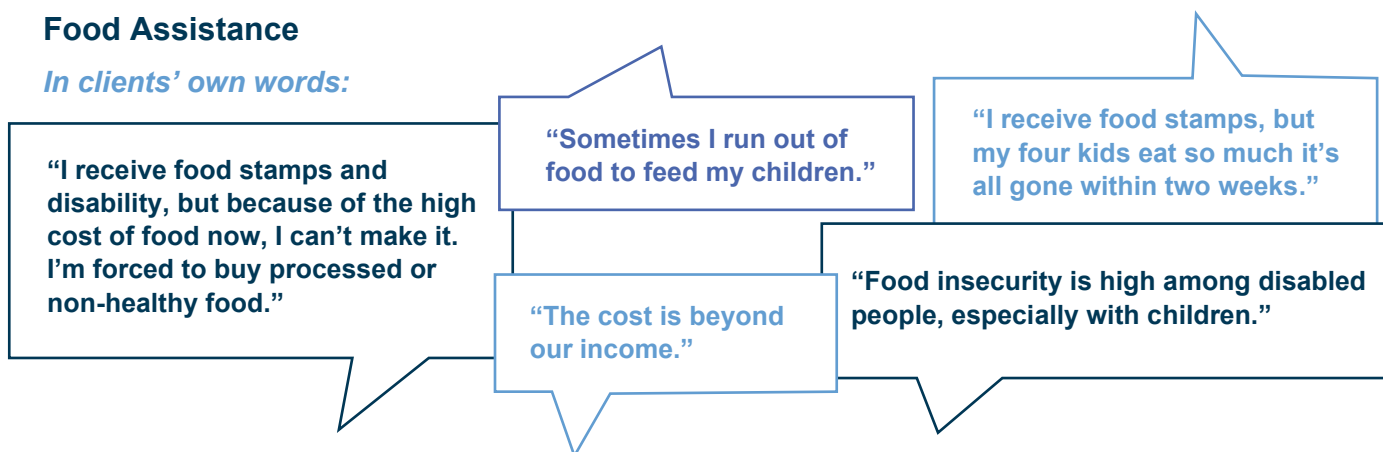 Food Assistance
In clients’ own words:
“I receive food stamps and
disability, but because of the high
cost of food now, I can’t make it.
I’m forced to buy processed or
non-healthy food.”
“Sometimes I run out of
food to feed my children.”
“I receive food stamps, but
my four kids eat so much it’s
all gone within two weeks.”
“The cost is beyond
our income.”
“Food insecurity is high among disabled
people, especially with children.”